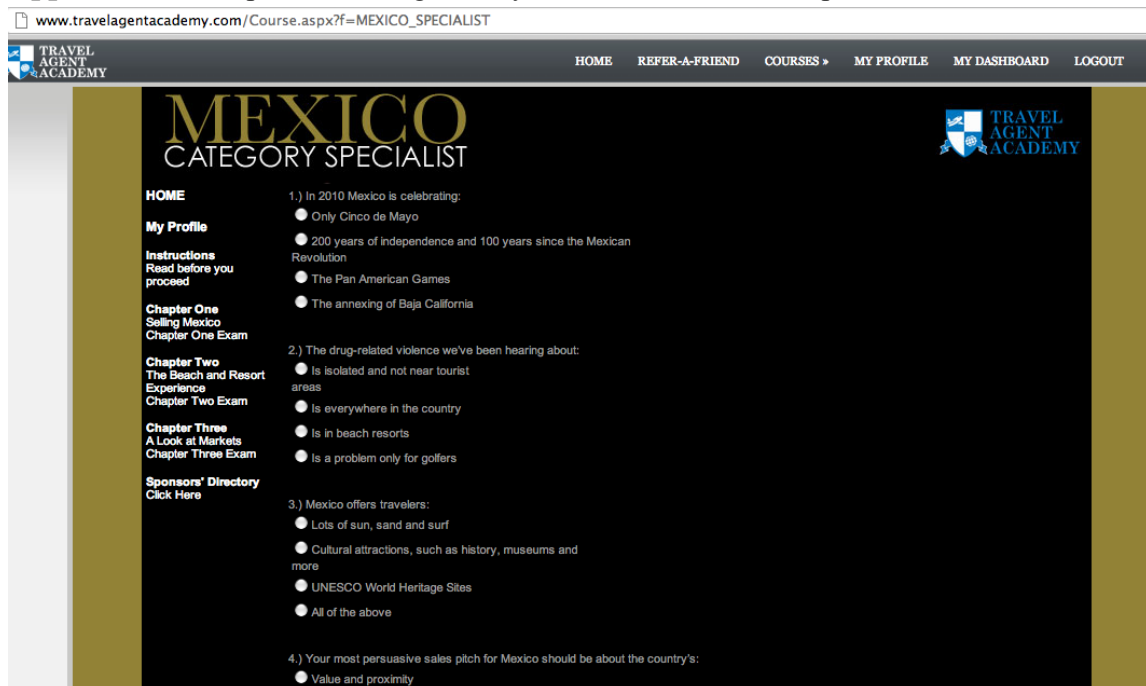 www.travelagentacademy.com/Course.aspx?f=MEXICO_SPECIALIST
TRAVEL
AGENT
ACADEMY
HOME REFER-A-FRIEND COURSES » MY PROFILE MY DASHBOARD LOGOUT
MEXICO
CATEGORY SPECIALIST
TRAVEL
AGENT
ACADEMY
HOME
My Profile
Instructions
Read before you
proceed
Chapter One
Selling Mexico
Chapter One Exam
Chapter Two
The Beach and Resort
Experience
Chapter Two Exam
Chapter Three
A Look at Markets
Chapter Three Exam
Sponsors' Directory
Click Here
1.) In 2010 Mexico is celebrating:
Only Cinco de Mayo
200 years of independence and 100 years since the Mexican
Revolution
The Pan American Games
The annexing of Baja California
2.) The drug-related violence we've been hearing about:
Is isolated and not near tourist
areas
Is everywhere in the country
Is in beach resorts
Is a problem only for golfers
3.) Mexico offers travelers:
Lots of sun, sand and surf
Cultural attractions, such as history, museums and
more
UNESCO World Heritage Sites
All of the above
4.) Your most persuasive sales pitch for Mexico should be about the country's:
Value and proximity